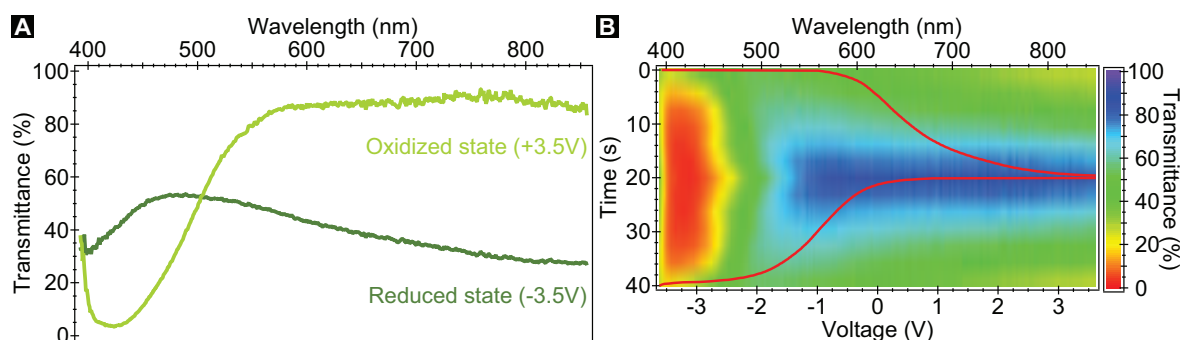 A
Wavelength (nm)
400 500 600 700 800
100
80
60
40
20
0
Transmittance (%)
Oxidized state (+3.5V)
Reduced state (-3.5V)
B
Wavelength (nm)
400 500 600 700 800
0
10
20
30
40
Time (s)
-3 -2 -1 0 1 2 3
Voltage (V)
100
80
60
40
20
0
Transmittance (%)